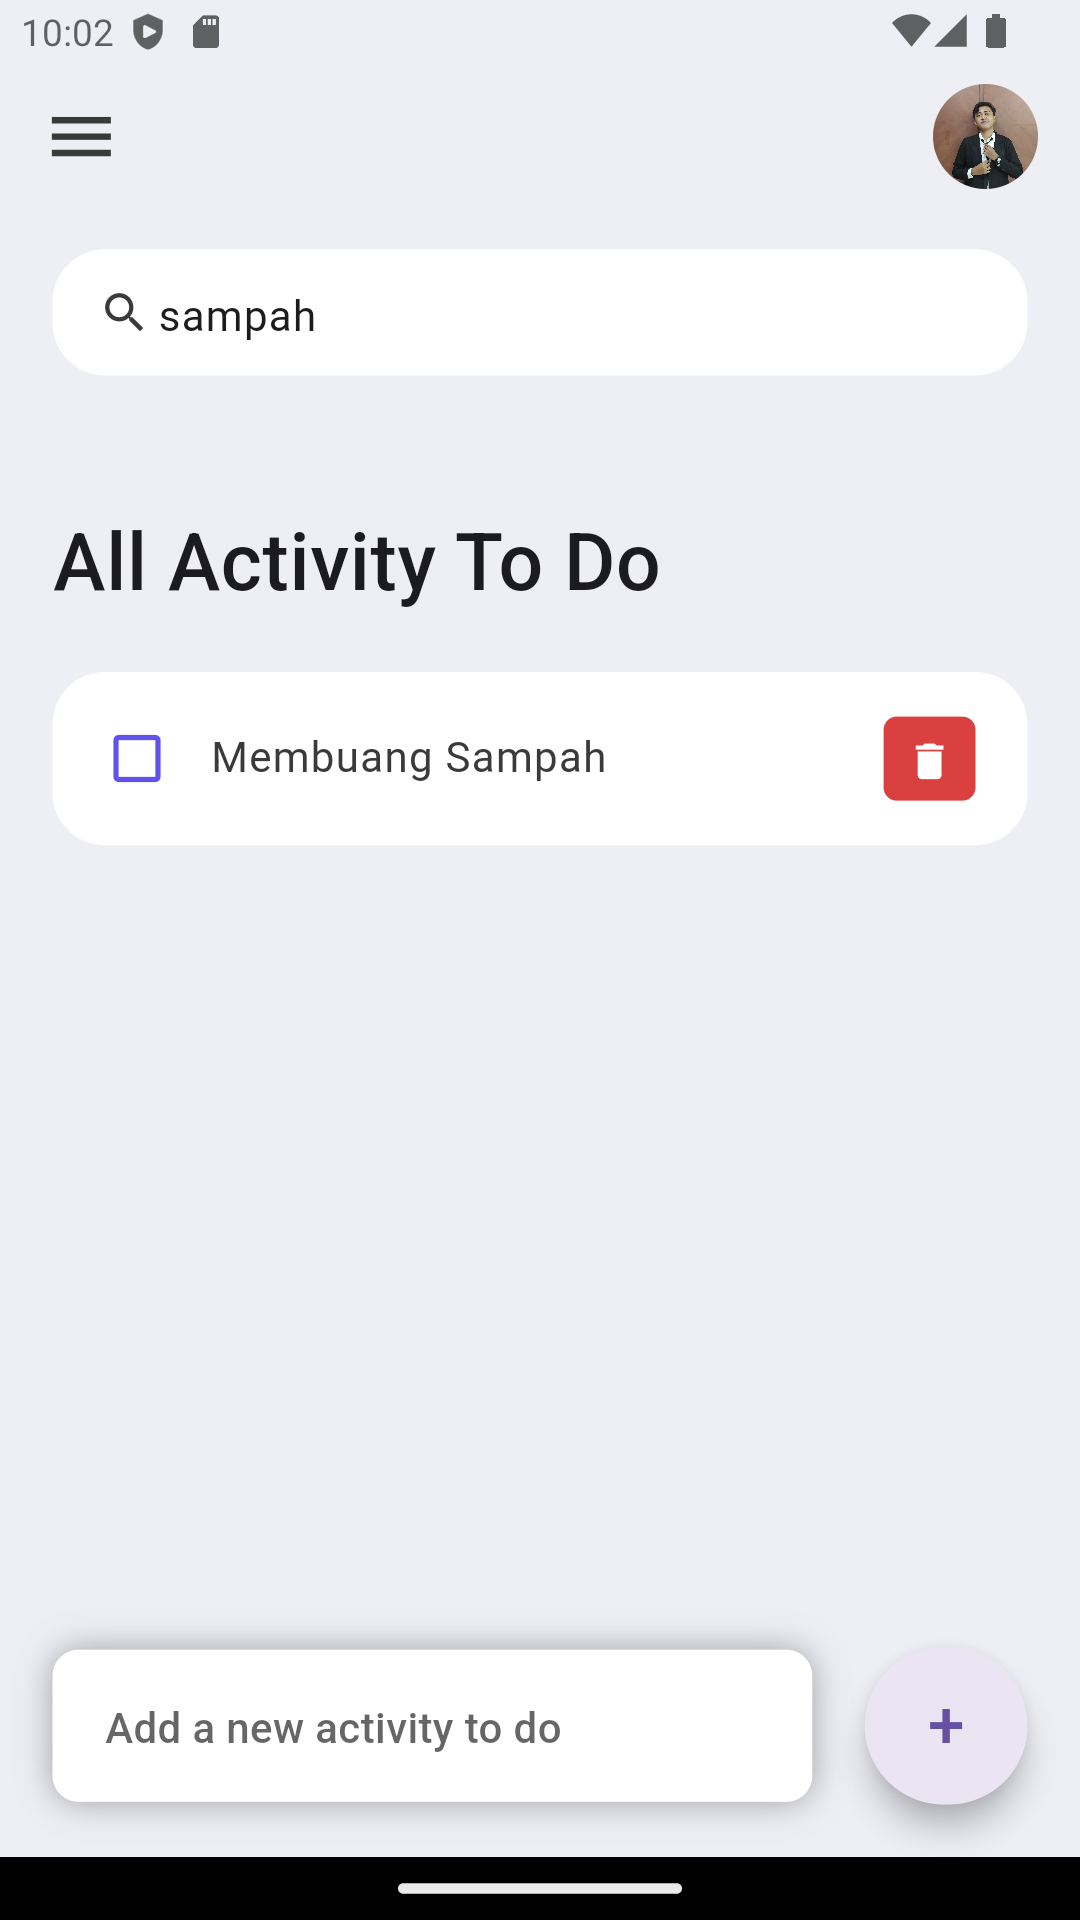 10:02
sampah
All Activity To Do
Membuang Sampah
Add a new activity to do
+